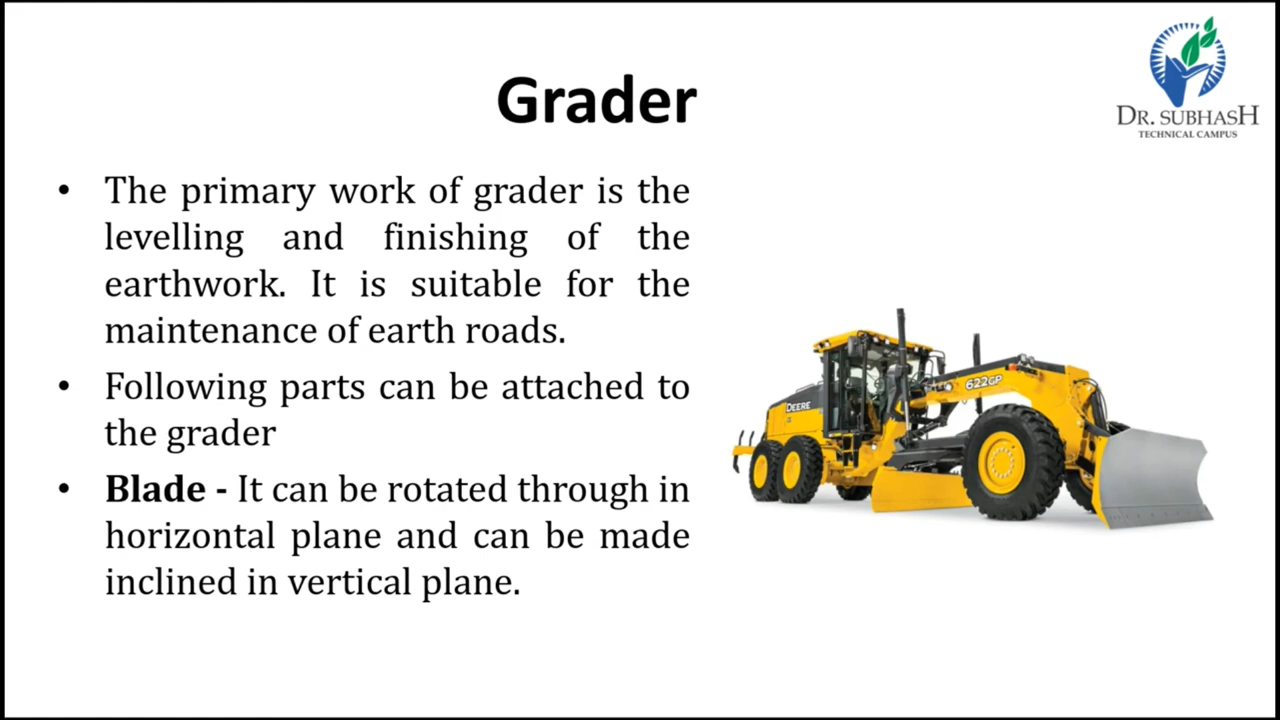 DR. SUBHASH
TECHNICAL CAMPUS
Grader
• The primary work of grader is the
levelling and finishing of the
earthwork. It is suitable for the
maintenance of earth roads.
• Following parts can be attached to
the grader
• Blade - It can be rotated through in
horizontal plane and can be made
inclined in vertical plane.
DEERE
622GP